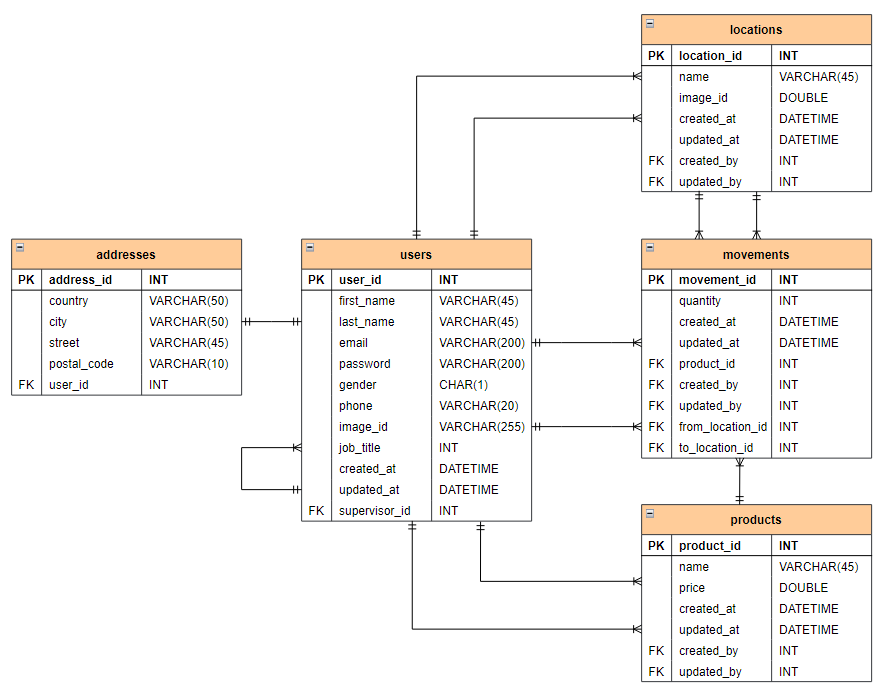 locations
PK location_id INT
name VARCHAR(45)
image_id DOUBLE
created_at DATETIME
updated_at DATETIME
FK created_by INT
FK updated_by INT
addresses
PK address_id INT
country VARCHAR(50)
city VARCHAR(50)
street VARCHAR(45)
postal_code VARCHAR(10)
FK user_id INT
users
PK user_id INT
first_name VARCHAR(45)
last_name VARCHAR(45)
email VARCHAR(200)
password VARCHAR(200)
gender CHAR(1)
phone VARCHAR(20)
image_id VARCHAR(255)
job_title INT
created_at DATETIME
updated_at DATETIME
FK supervisor_id INT
movements
PK movement_id INT
quantity INT
created_at DATETIME
updated_at DATETIME
FK product_id INT
FK created_by INT
FK updated_by INT
FK from_location_id INT
FK to_location_id INT
products
PK product_id INT
name VARCHAR(45)
price DOUBLE
created_at DATETIME
updated_at DATETIME
FK created_by INT
FK updated_by INT